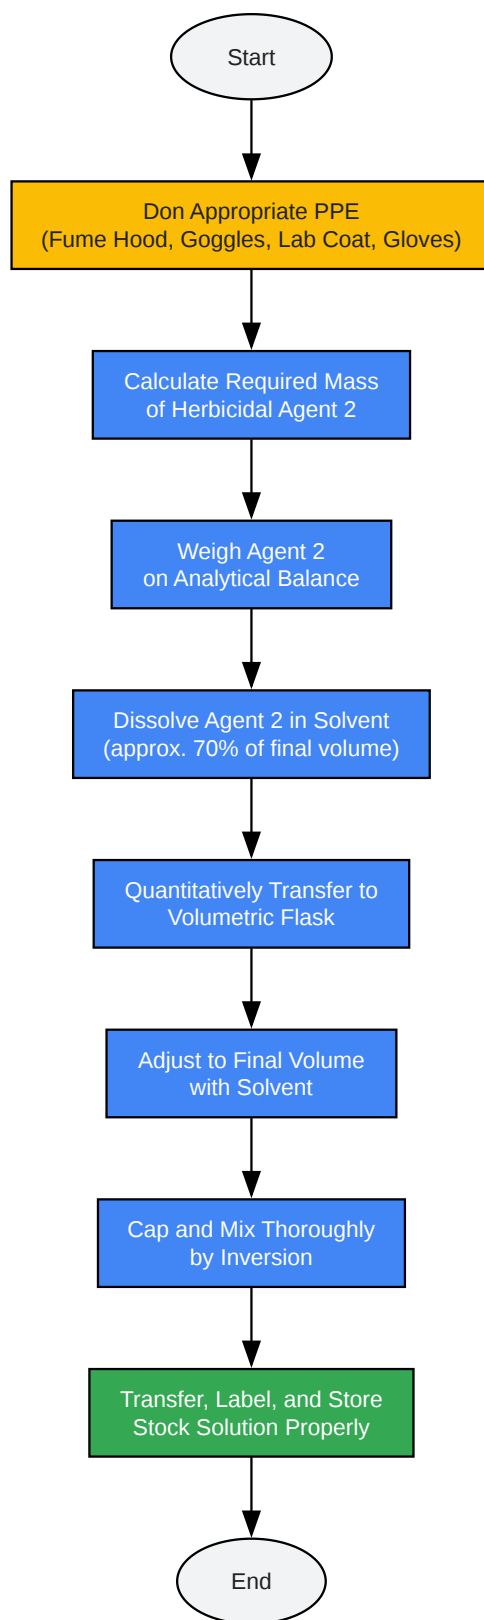 Start
Don Appropriate PPE
(Fume Hood, Goggles, Lab Coat, Gloves)
Calculate Required Mass
of Herbicidal Agent 2
Weigh Agent 2
on Analytical Balance
Dissolve Agent 2 in Solvent
(approx. 70% of final volume)
Quantitatively Transfer to
Volumetric Flask
Adjust to Final Volume
with Solvent
Cap and Mix Thoroughly
by Inversion
Transfer, Label, and Store
Stock Solution Properly
End